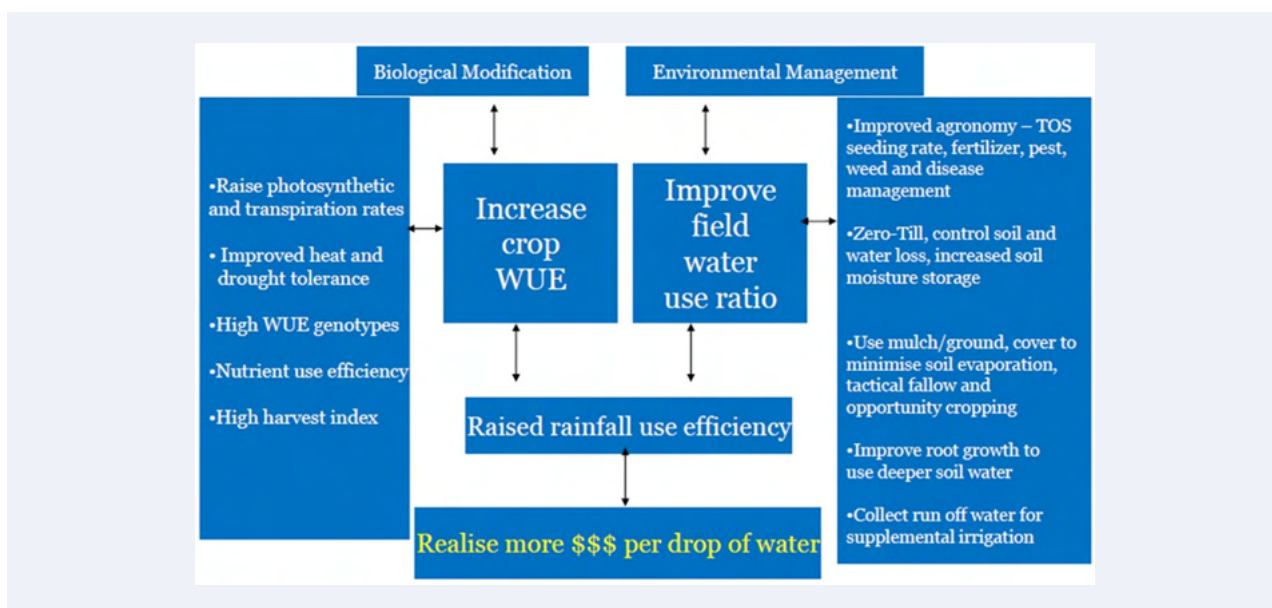 Biological Modification
Environmental Management
•Raise photosynthetic
and transpiration rates
• Improved heat and
drought tolerance
•High WUE genotypes
•Nutrient use efficiency
•High harvest index
Increase
crop
WUE
Improve
field
water
use ratio
•Improved agronomy – TOS
seeding rate, fertilizer, pest,
weed and disease
management
•Zero-Till, control soil and
water loss, increased soil
moisture storage
•Use mulch/ground, cover to
minimise soil evaporation,
tactical fallow and
opportunity cropping
•Improve root growth to
use deeper soil water
•Collect run off water for
supplemental irrigation
Raised rainfall use efficiency
Realise more $$$ per drop of water